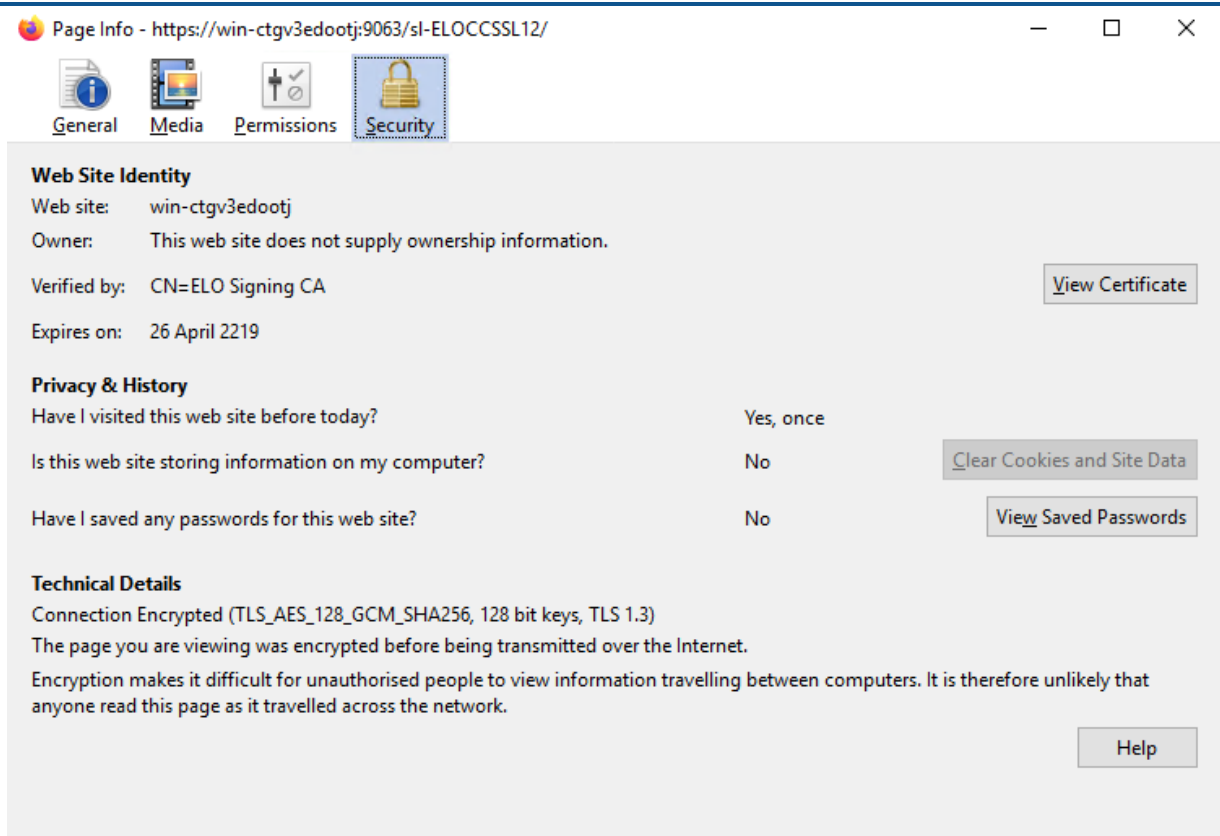 Page Info - https://win-ctgv3edootj:9063/sl-ELOCCSSL12/
General Media Permissions Security
Web Site Identity
Web site: win-ctgv3edootj
Owner: This web site does not supply ownership information.
Verified by: CN=ELO Signing CA View Certificate
Expires on: 26 April 2219
Privacy & History
Have I visited this web site before today? Yes, once
Is this web site storing information on my computer? No Clear Cookies and Site Data
Have I saved any passwords for this web site? No View Saved Passwords
Technical Details
Connection Encrypted (TLS_AES_128_GCM_SHA256, 128 bit keys, TLS 1.3)
The page you are viewing was encrypted before being transmitted over the Internet.
Encryption makes it difficult for unauthorised people to view information travelling between computers. It is therefore unlikely that
anyone read this page as it travelled across the network.
Help